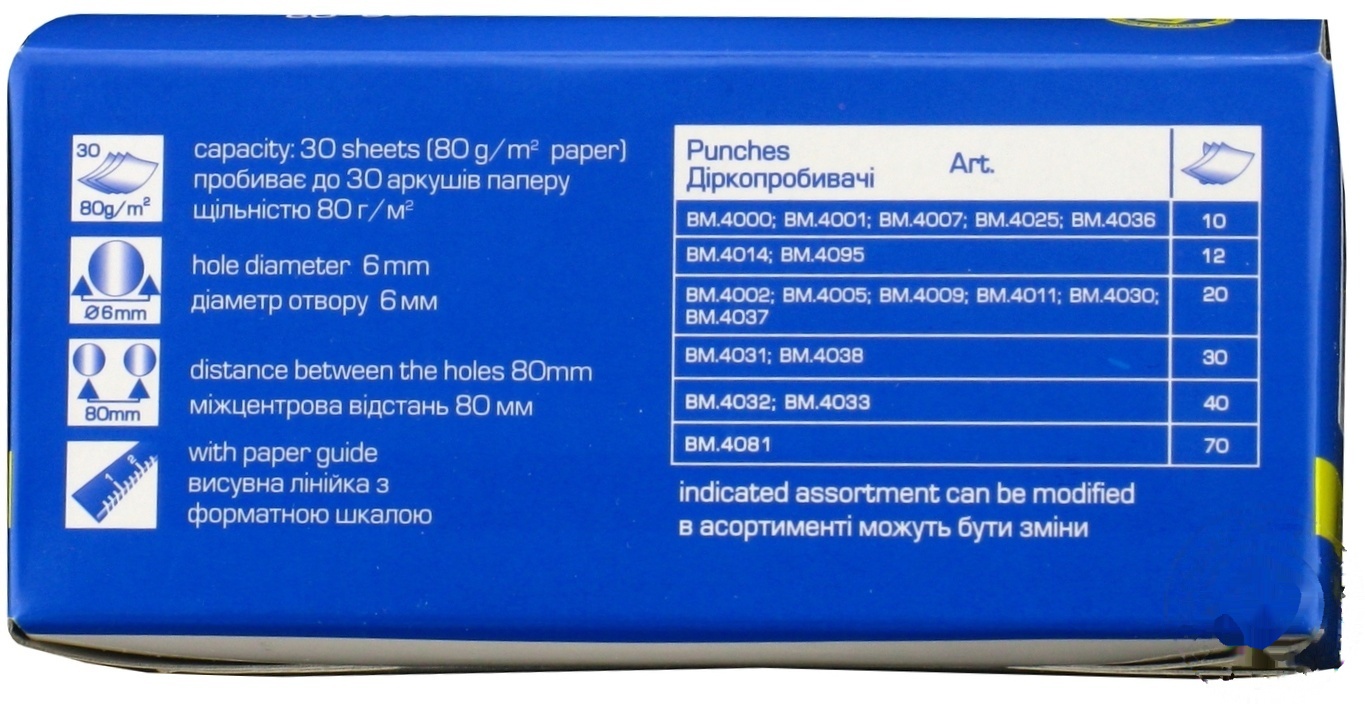 30
80g/m²
capacity: 30 sheets (80 g/m² paper)
пробиває до 30 аркушів паперу
щільністю 80 г/м²
Ø6mm
hole diameter 6 mm
діаметр отвору 6 мм
80mm
distance between the holes 80mm
міжцентрова відстань 80 мм
1 2
with paper guide
висувна лінійка з
форматною шкалою
Punches
Діркопробивачі
Art.
BM.4000; BM.4001; BM.4007; BM.4025; BM.4036 10
BM.4014; BM.4095 12
BM.4002; BM.4005; BM.4009; BM.4011; BM.4030; 20
BM.4037
BM.4031; BM.4038 30
BM.4032; BM.4033 40
BM.4081 70
indicated assortment can be modified
в асортименті можуть бути зміни